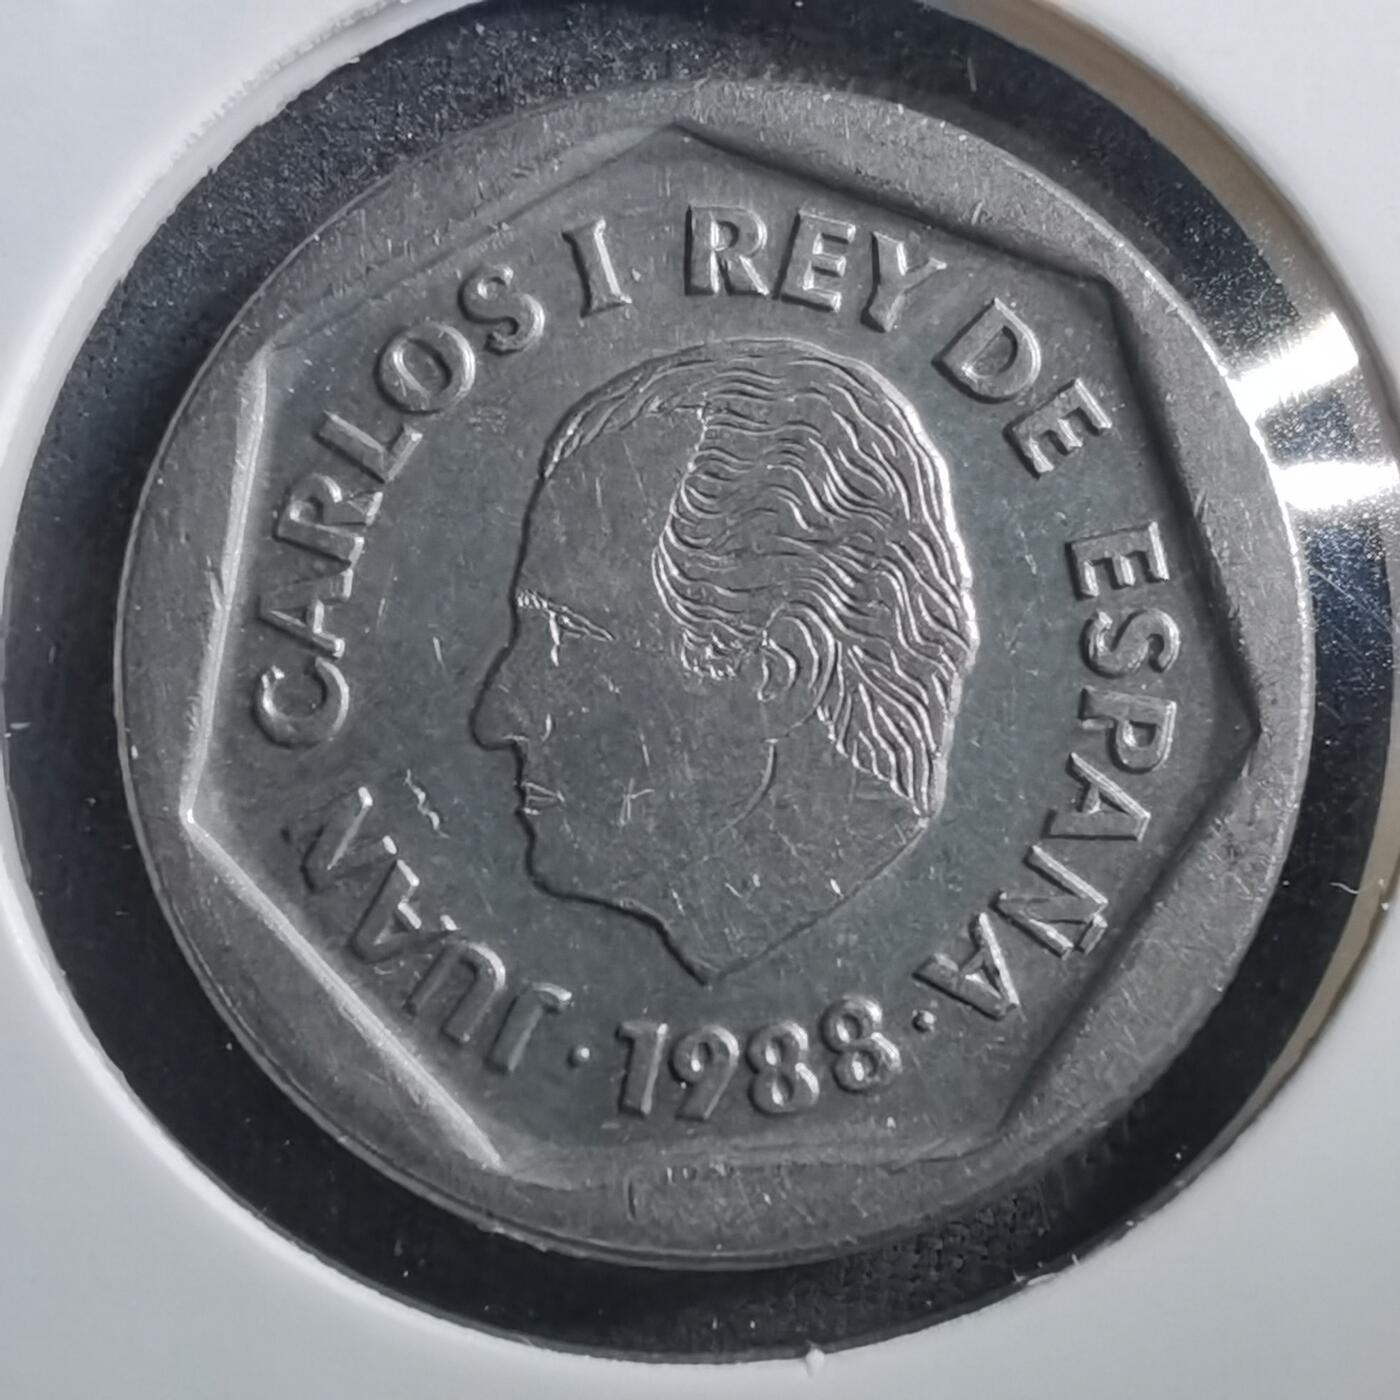 JUAN CARLOS I REY DE ESPAÑA
· 1988 ·